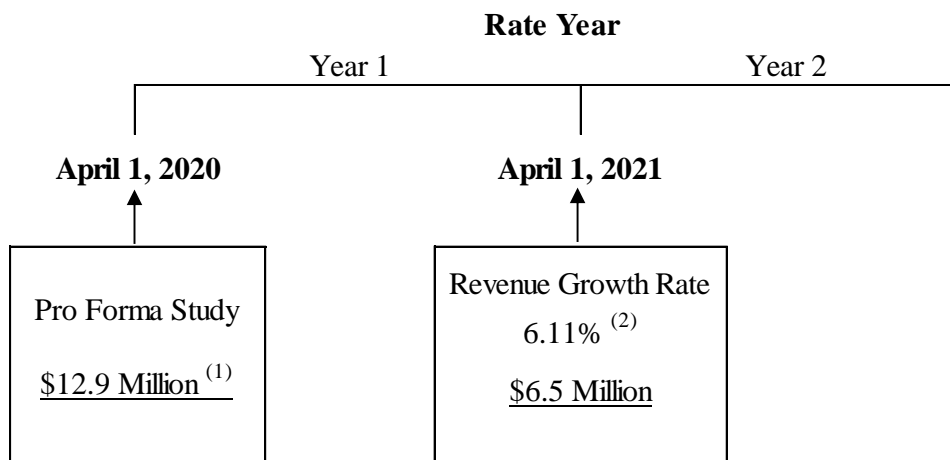 Rate Year
Year 1
Year 2
April 1, 2020
April 1, 2021
Pro Forma Study
$12.9 Million (1)
Revenue Growth Rate
6.11% (2)
$6.5 Million